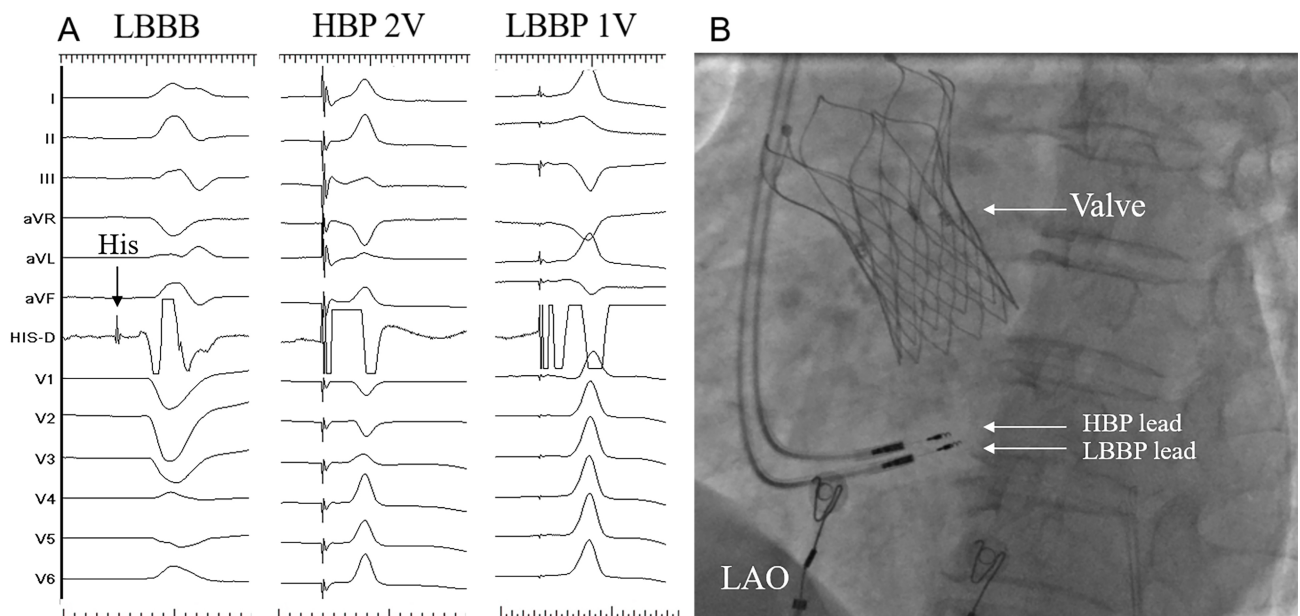 A
LBBB
HBP 2V
LBBP 1V
I
II
III
aVR
His
aVL
aVF
HIS-D
V1
V2
V3
V4
V5
V6
B
Valve
HBP lead
LBBP lead
LAO